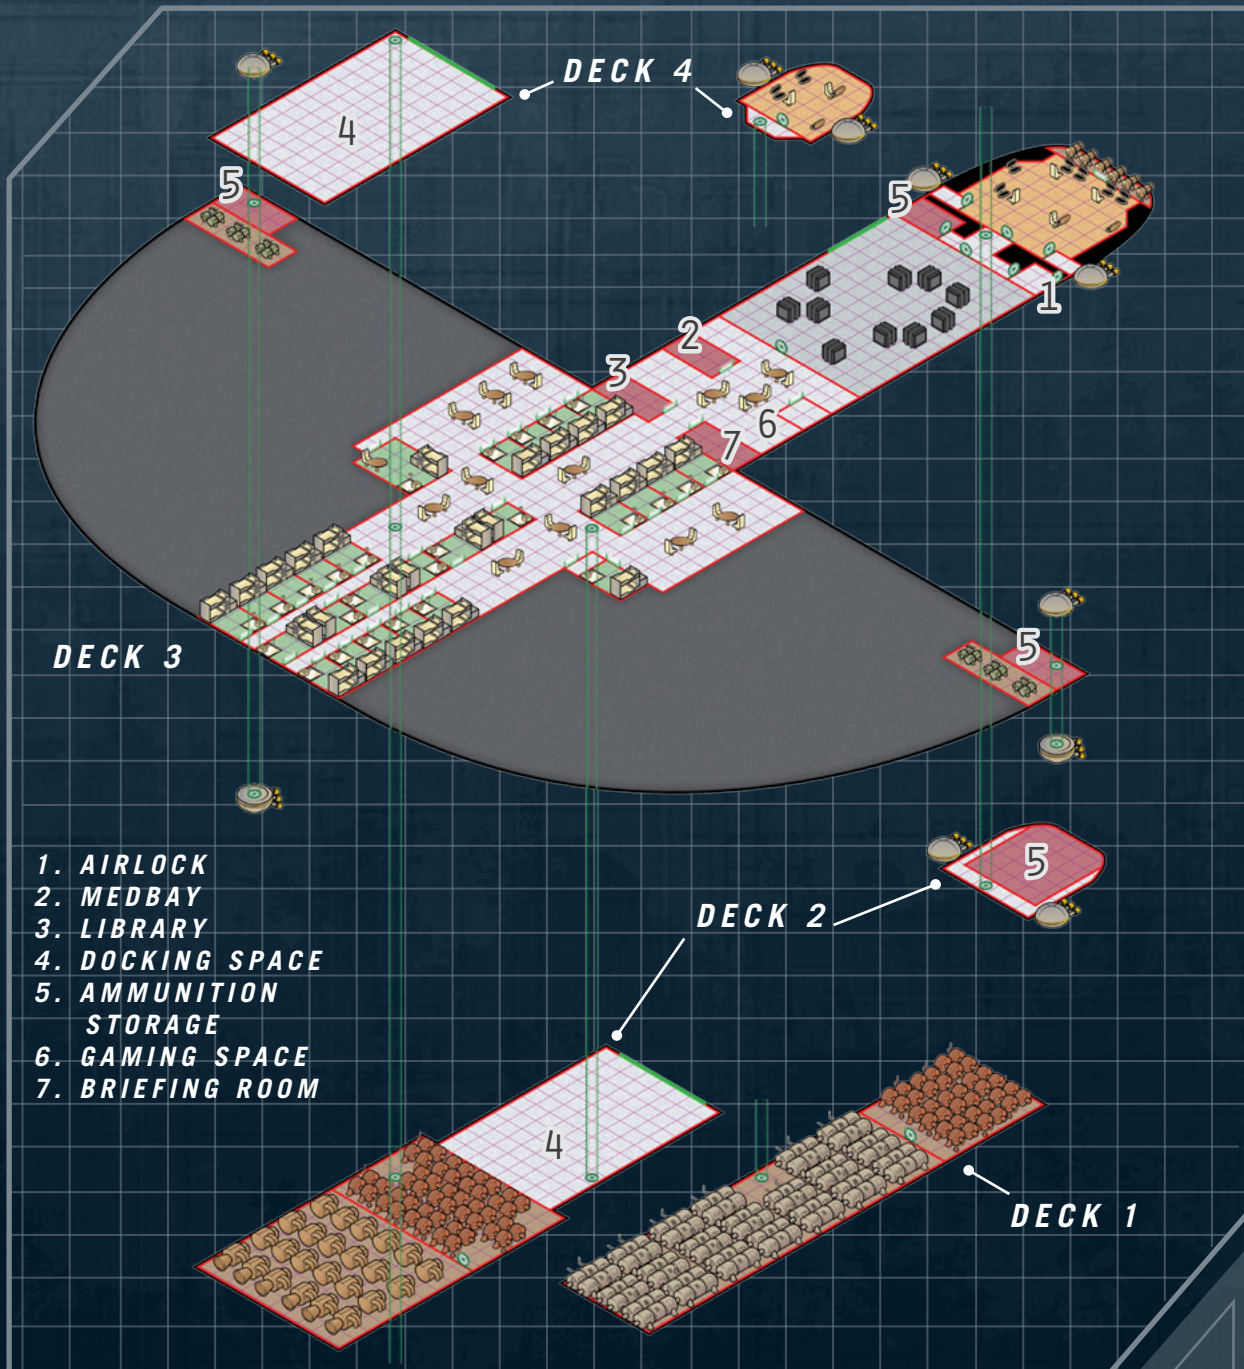 DECK 4
4
5
5
1
2
3
6
7
5
DECK 3
5
1. AIRLOCK
2. MEDBAY
3. LIBRARY
4. DOCKING SPACE
5. AMMUNITION
STORAGE
6. GAMING SPACE
7. BRIEFING ROOM
DECK 2
4
DECK 1